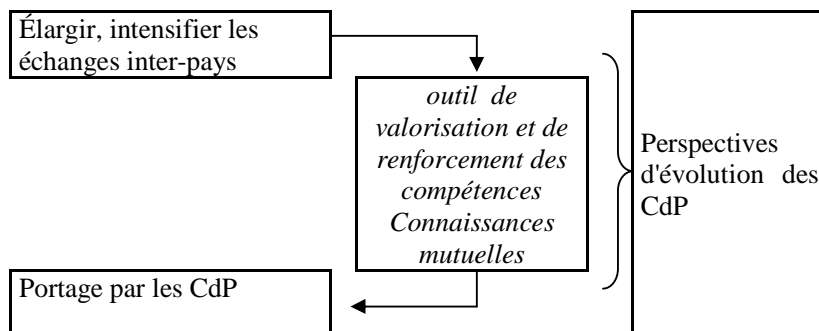 Élargir, intensifier les
échanges inter-pays
outil de
valorisation et de
renforcement des
compétences
Connaissances
mutuelles
Portage par les CdP
Perspectives
d'évolution des
CdP